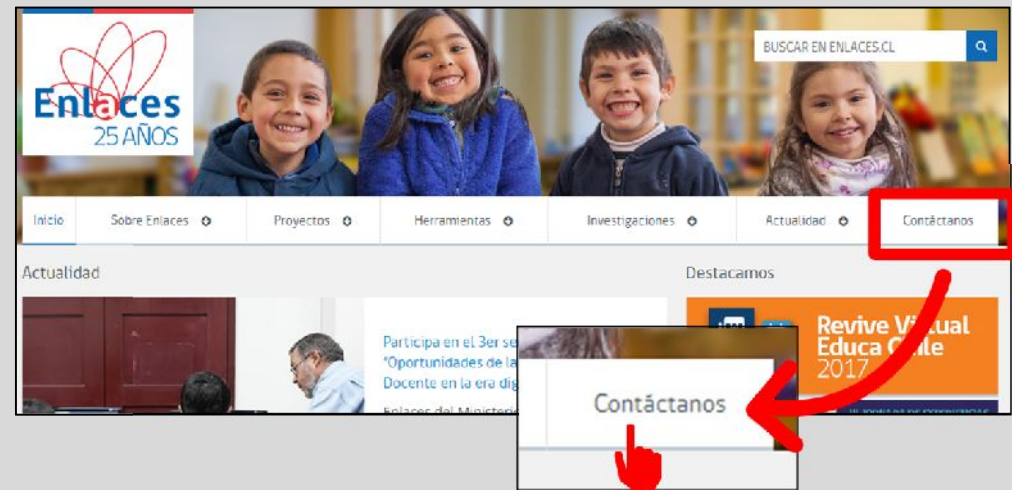 Enlaces
25 AÑOS
BUSCAR EN ENLACES.CL
Inicio
Sobre Enlaces
Proyectos
Herramientas
Investigaciones
Actualidad
Contáctanos
Actualidad
Destacamos
Participa en el 3er se
"Oportunidades de la
Docente en la era dig
Enlaces del Ministerio
Revive Virtual
Educa Chile
2017
Contáctanos